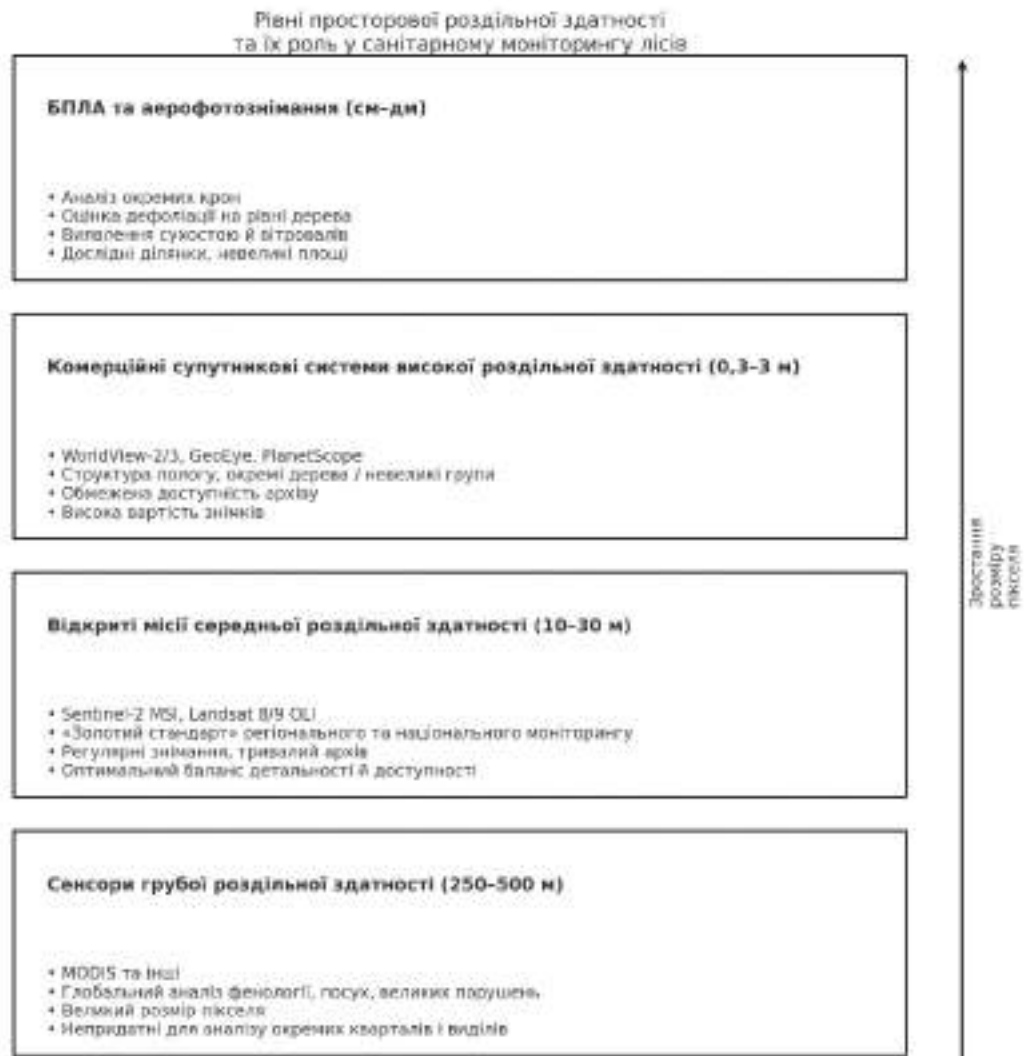 Рівні просторової роздільної здатності
та їх роль у санітарному моніторингу лісів
БПЛА та аерофотознімання (см–дм)
• Аналіз окремих крон
• Оцінка дефоліації на рівні дерева
• Виявлення сухостою й вітровалів
• Дослідні ділянки, невеликі площі
Комерційні супутникові системи високої роздільної здатності (0,3–3 м)
• WorldView-2/3, GeoEye, PlanetScope
• Структура пологу, окремі дерева / невеликі групи
• Обмежена доступність архіву
• Висока вартість знімків
Відкриті місії середньої роздільної здатності (10–30 м)
• Sentinel-2 MSI, Landsat 8/9 OLI
• «Золотий стандарт» регіонального та національного моніторингу
• Регулярні знімання, тривалий архів
• Оптимальний баланс детальності й доступності
Сенсори грубої роздільної здатності (250–500 м)
• MODIS та інші
• Глобальний аналіз фенології, посух, великих порушень
• Великий розмір пікселя
• Непридатні для аналізу окремих кварталів і виділів
Зростання
розміру
пікселя